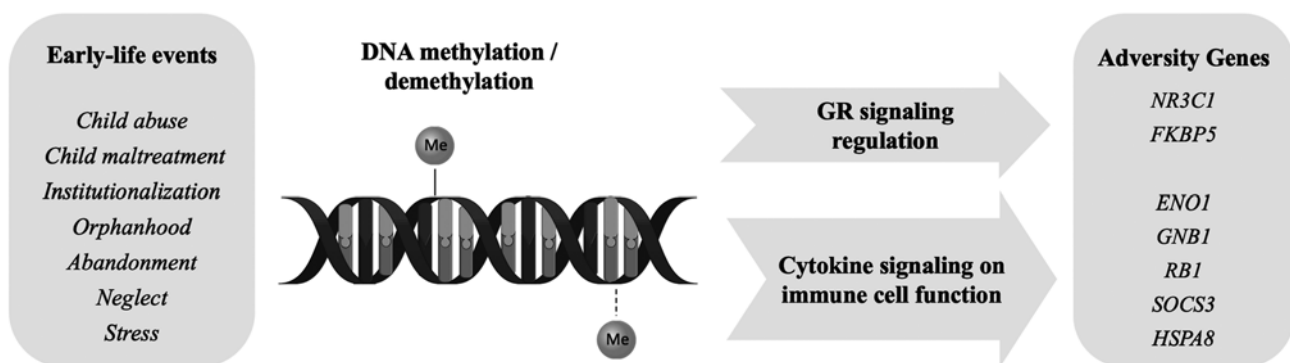 Early-life events
Child abuse
Child maltreatment
Institutionalization
Orphanhood
Abandonment
Neglect
Stress
DNA methylation /
demethylation
Me
Me
GR signaling
regulation
Cytokine signaling on
immune cell function
Adversity Genes
NR3C1
FKBP5
ENO1
GNB1
RB1
SOCS3
HSPA8